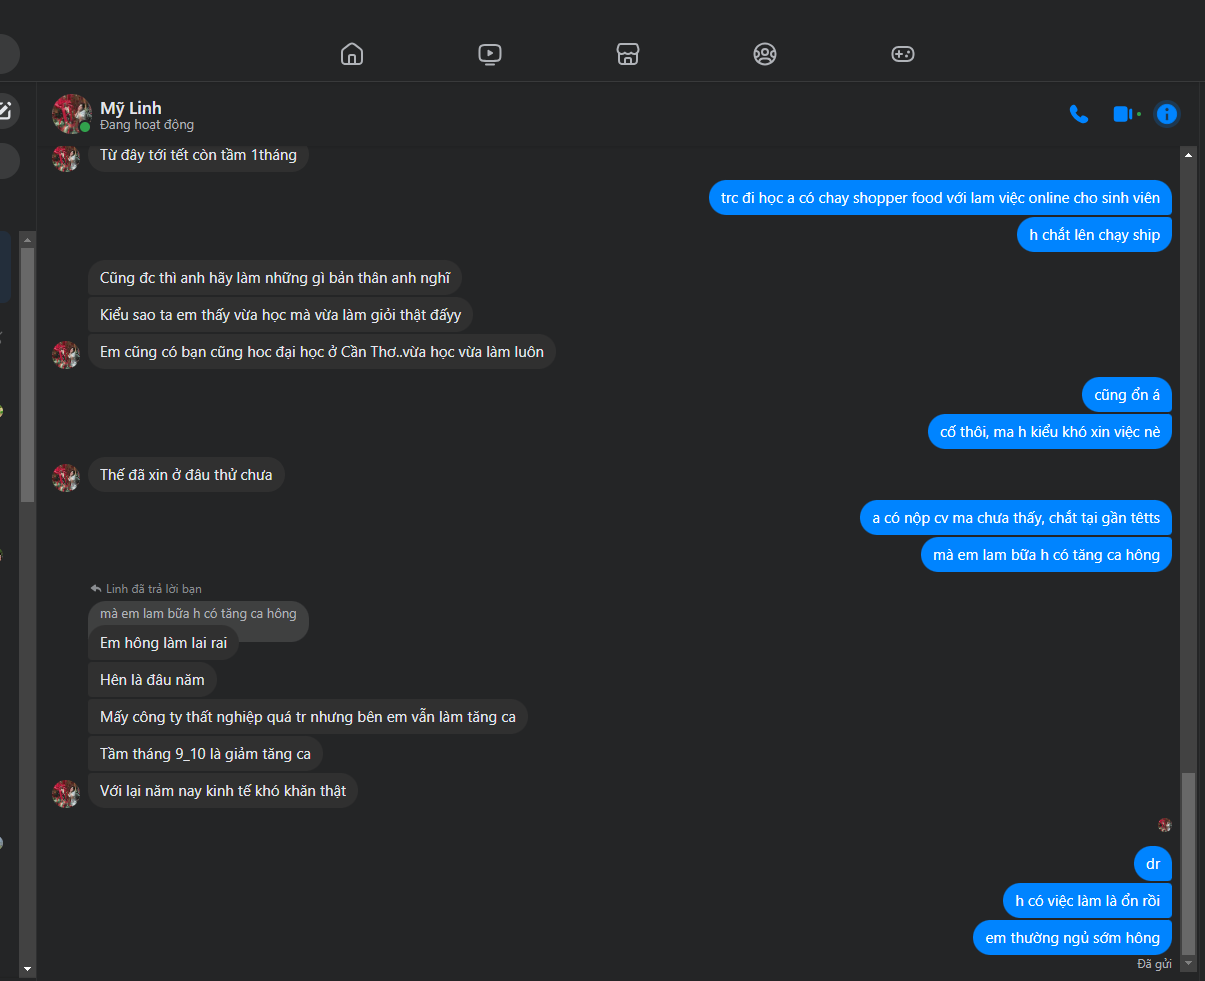 Mỹ Linh
Đang hoạt động
Từ đây tới tết còn tầm 1tháng
trc đi học a có chay shopper food với lam việc online cho sinh viên
h chắt lên chạy ship
Cũng đc thì anh hãy làm những gì bản thân anh nghĩ
Kiểu sao ta em thấy vừa học mà vừa làm giỏi thật đấyy
Em cũng có bạn cũng hoc đại học ở Cần Thơ..vừa học vừa làm luôn
cũng ổn á
cố thôi, ma h kiểu khó xin việc nè
Thế đã xin ở đâu thử chưa
a có nộp cv ma chưa thấy, chắt tại gần têtts
mà em lam bữa h có tăng ca hông
Linh đã trả lời bạn
mà em lam bữa h có tăng ca hông
Em hông làm lai rai
Hên là đâu năm
Mấy công ty thất nghiệp quá tr nhưng bên em vẫn làm tăng ca
Tầm tháng 9_10 là giảm tăng ca
Với lại năm nay kinh tế khó khăn thật
dr
h có việc làm là ổn rồi
em thường ngủ sớm hông
Đã gửi